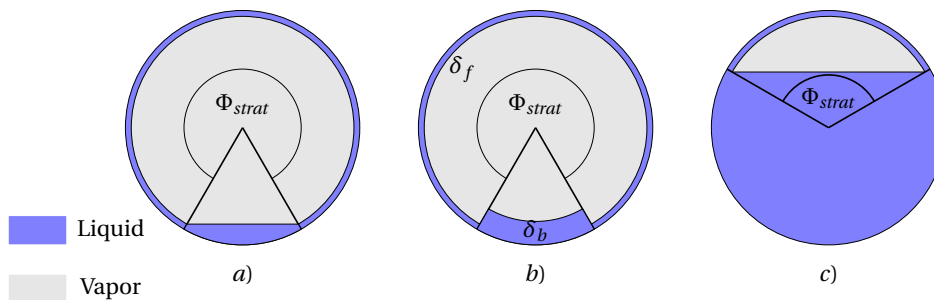 Φstrat
δf
Φstrat
Φstrat
δb
Liquid
Vapor
a)
b)
c)